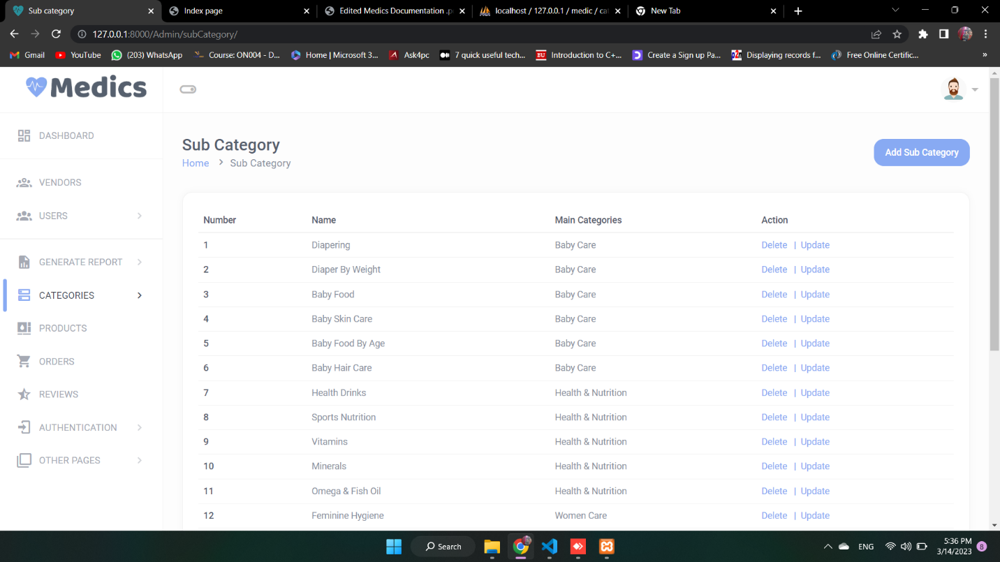 Sub category
Index page
Edited Medics Documentation .p
localhost / 127.0.0.1 / medic / ca
New Tab
127.0.0.1:8000/Admin/subCategory/
Gmail
YouTube
(203) WhatsApp
Course: ON004 - D...
Home | Microsoft 3...
Ask4pc
7 quick useful tech...
BU
Introduction to C+...
Create a Sign up Pa...
Displaying records f...
Free Online Certific...
»
Medics
DASHBOARD
VENDORS
USERS
GENERATE REPORT
CATEGORIES
PRODUCTS
ORDERS
REVIEWS
AUTHENTICATION
OTHER PAGES
Sub Category
Home > Sub Category
Add Sub Category
Number Name Main Categories Action
1 Diapering Baby Care Delete | Update
2 Diaper By Weight Baby Care Delete | Update
3 Baby Food Baby Care Delete | Update
4 Baby Skin Care Baby Care Delete | Update
5 Baby Food By Age Baby Care Delete | Update
6 Baby Hair Care Baby Care Delete | Update
7 Health Drinks Health & Nutrition Delete | Update
8 Sports Nutrition Health & Nutrition Delete | Update
9 Vitamins Health & Nutrition Delete | Update
10 Minerals Health & Nutrition Delete | Update
11 Omega & Fish Oil Health & Nutrition Delete | Update
12 Feminine Hygiene Women Care Delete | Update
Search
ENG
5:36 PM
3/14/2023
8